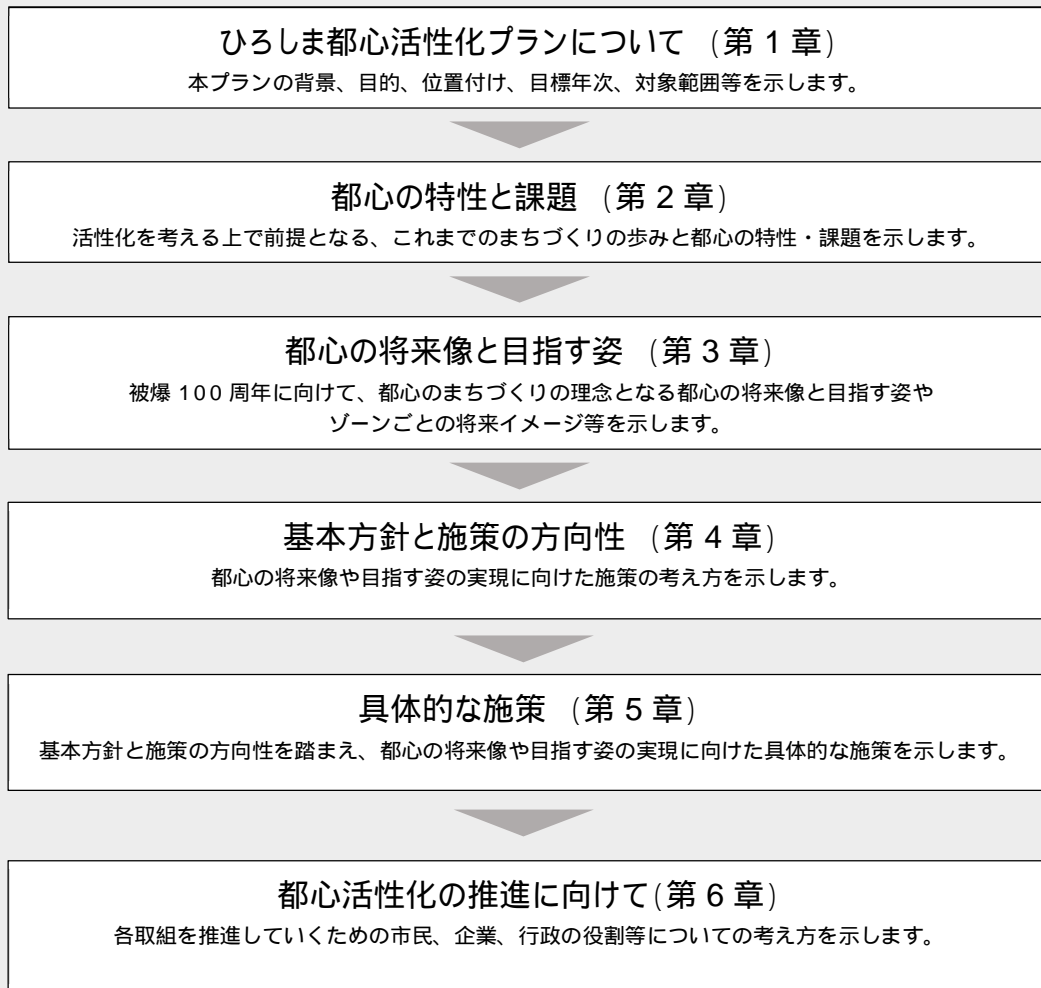 ひろしま都心活性化プランについて (第 1 章)
本プランの背景、目的、位置付け、目標年次、対象範囲等を示します。
都心の特性と課題 (第 2 章)
活性化を考える上で前提となる、これまでのまちづくりの歩みと都心の特性・課題を示します。
都心の将来像と目指す姿 (第 3 章)
被爆 100 周年に向けて、都心のまちづくりの理念となる都心の将来像と目指す姿や
ゾーンごとの将来イメージ等を示します。
基本方針と施策の方向性 (第 4 章)
都心の将来像や目指す姿の実現に向けた施策の考え方を示します。
具体的な施策 (第 5 章)
基本方針と施策の方向性を踏まえ、都心の将来像や目指す姿の実現に向けた具体的な施策を示します。
都心活性化の推進に向けて(第 6 章)
各取組を推進していくための市民、企業、行政の役割等についての考え方を示します。